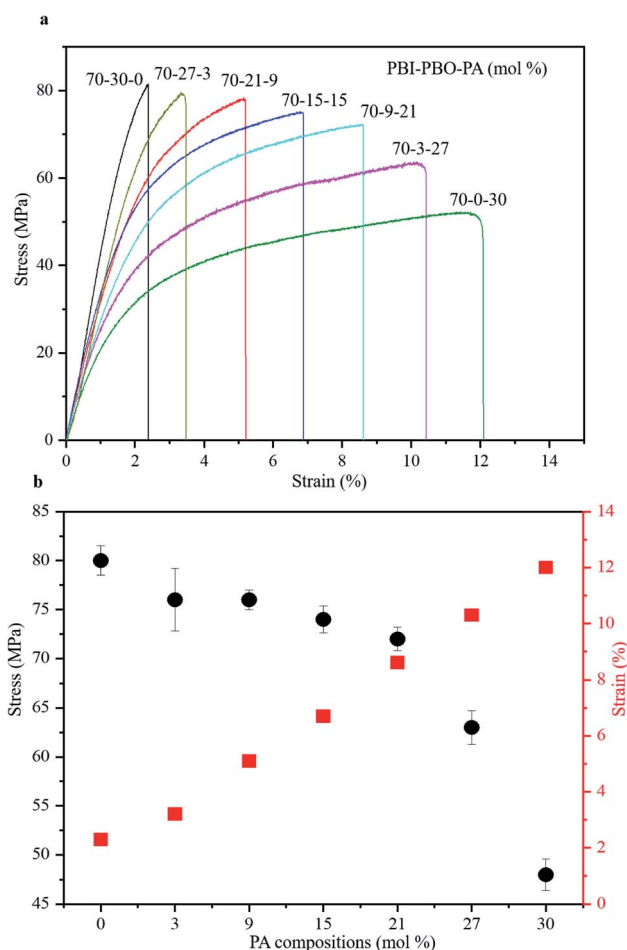 a
PBI-PBO-PA (mol %)
70-30-0
70-27-3
70-21-9
70-15-15
70-9-21
70-3-27
70-0-30
Stress (MPa)
80
60
40
20
0
0 2 4 6 8 10 12 14
Strain (%)
b
Stress (MPa)
85
80
75
70
65
60
55
50
45
14
12
10
8
6
4
2
0
Strain (%)
0 3 9 15 21 27 30
PA compositions (mol %)